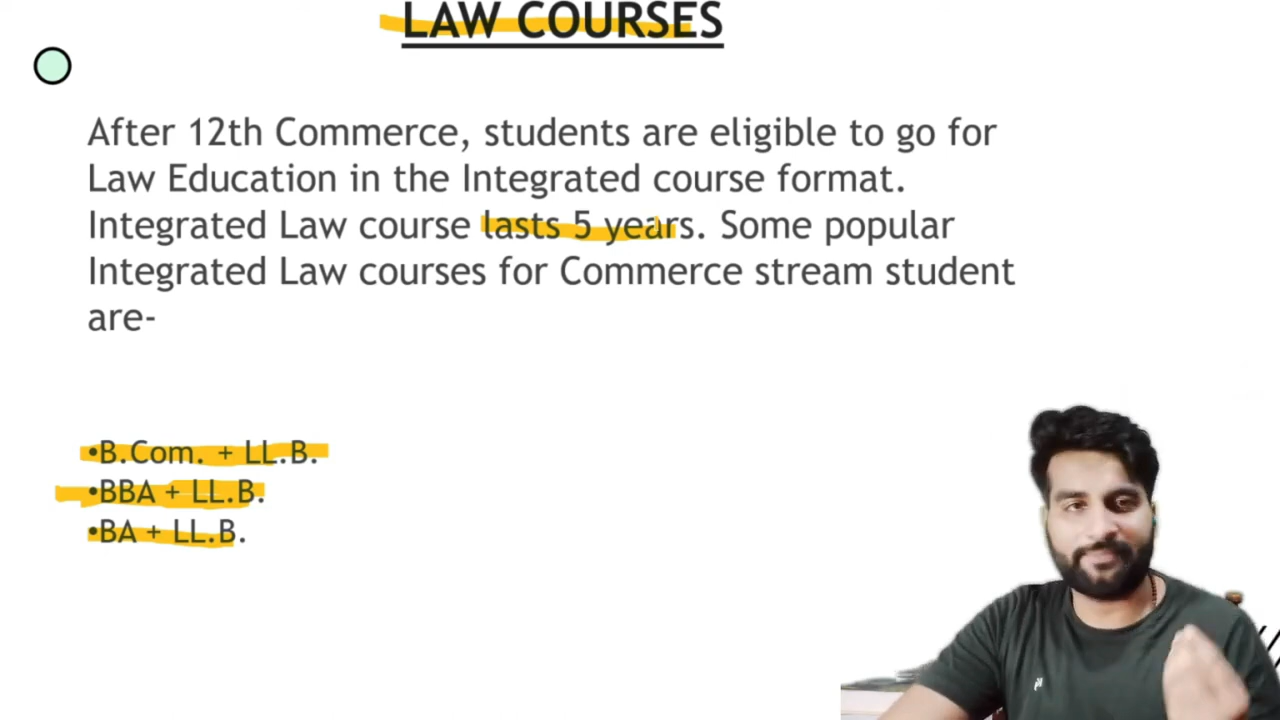 LAW COURSES
After 12th Commerce, students are eligible to go for
Law Education in the Integrated course format.
Integrated Law course lasts 5 years. Some popular
Integrated Law courses for Commerce stream student
are-
•B.Com. + LL.B.
•BBA + LL.B.
•BA + LL.B.